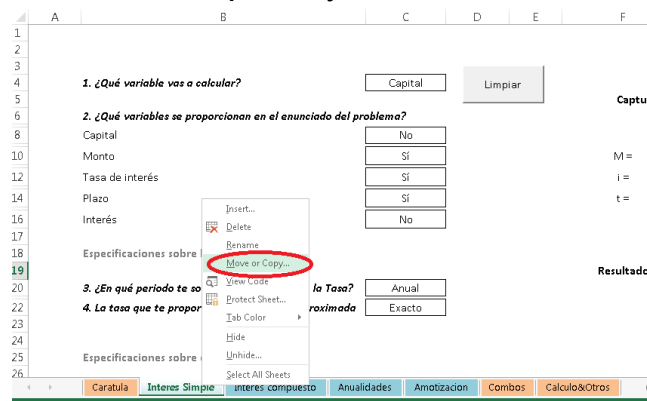 A B C D E F
1
2
3
4 1. ¿Qué variable vas a calcular? Capital Limpiar
5 Captu
6 2. ¿Qué variables se proporcionan en el enunciado del problema?
8 Capital No
10 Monto Sí M =
12 Tasa de interés Sí i =
14 Plazo Sí t =
Insert...
16 Interés No
Delete
17
Rename
18 Especificaciones sobre
Move or Copy...
19 Resultado
View Code
20 3. ¿En qué periodo te so la Tasa? Anual
Protect Sheet...
22 4. La tasa que te propor roximada Exacto
Tab Color
23
Hide
24
25 Especificaciones sobre
Unhide...
26
Select All Sheets
Caratula Interes Simple Interes compuesto Anualidades Amotizacion Combos Calculo&Otros